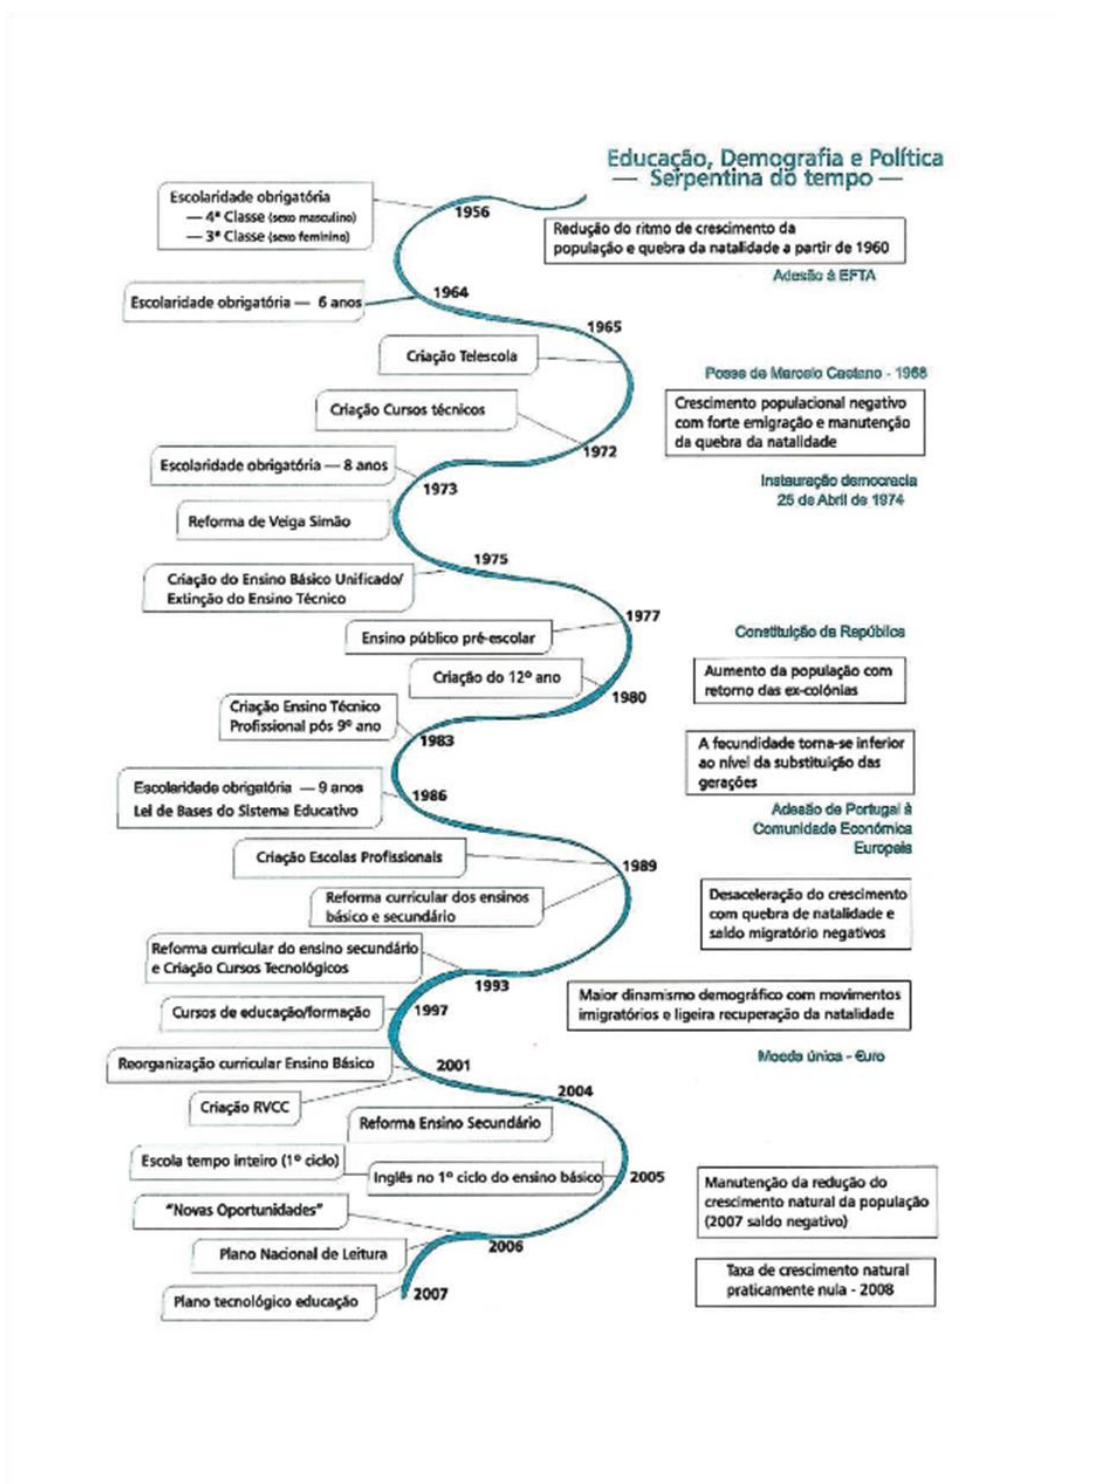 Educação, Demografia e Política
— Serpentina do tempo —
Escolaridade obrigatória
— 4ª Classe (sexo masculino)
— 3ª Classe (sexo feminino)
1956
Redução do ritmo de crescimento da
população e quebra da natalidade a partir de 1960
Adesão à EFTA
1964
Escolaridade obrigatória — 6 anos
1965
Criação Telescola
Posse de Marcelo Caetano - 1968
Criação Cursos técnicos
Crescimento populacional negativo
com forte emigração e manutenção
da quebra da natalidade
1972
Escolaridade obrigatória — 8 anos
1973
Instauração democracia
25 de Abril de 1974
Reforma de Veiga Simão
1975
Criação do Ensino Básico Unificado/
Extinção do Ensino Técnico
1977
Ensino público pré-escolar
Constituição da República
Criação do 12º ano
1980
Aumento da população com
retorno das ex-colónias
Criação Ensino Técnico
Profissional pós 9º ano
1983
A fecundidade torna-se inferior
ao nível da substituição das
gerações
Escolaridade obrigatória — 9 anos
Lei de Bases do Sistema Educativo
1986
Adesão de Portugal à
Comunidade Económica
Europeia
Criação Escolas Profissionais
1989
Reforma curricular dos ensinos
básico e secundário
Desaceleração do crescimento
com quebra de natalidade e
saldo migratório negativos
Reforma curricular do ensino secundário
e Criação Cursos Tecnológicos
1993
Maior dinamismo demográfico com movimentos
imigratórios e ligeira recuperação da natalidade
Cursos de educação/formação
1997
Moeda única - €uro
Reorganização curricular Ensino Básico
2001
Criação RVCC
2004
Reforma Ensino Secundário
Escola tempo inteiro (1º ciclo)
Inglês no 1º ciclo do ensino básico
2005
Manutenção da redução do
crescimento natural da população
(2007 saldo negativo)
"Novas Oportunidades"
2006
Plano Nacional de Leitura
Taxa de crescimento natural
praticamente nula - 2008
Plano tecnológico educação
2007